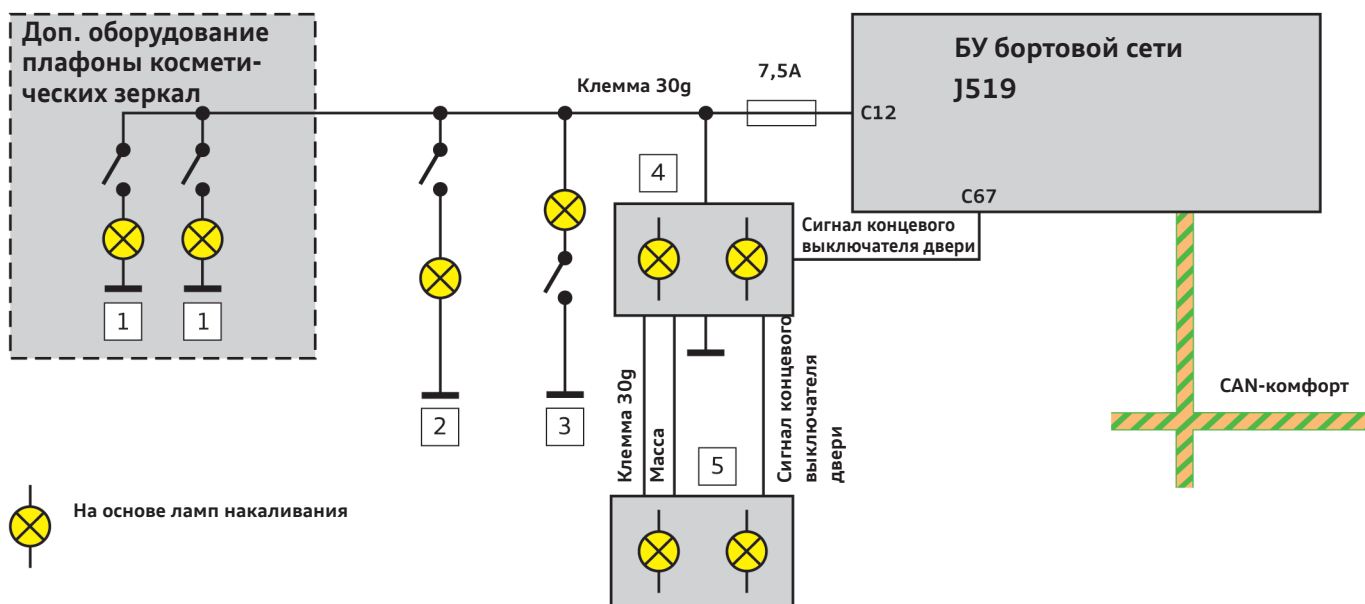 Доп. оборудование
плафоны космети-
ческих зеркал
Клемма 30g
7,5A
БУ бортовой сети
J519
C12
C67
4
Сигнал концевого
выключателя двери
1
1
2
3
Клемма 30g
Масса
5
Сигнал концевого
выключателя
двери
CAN-комфорт
На основе ламп накаливания